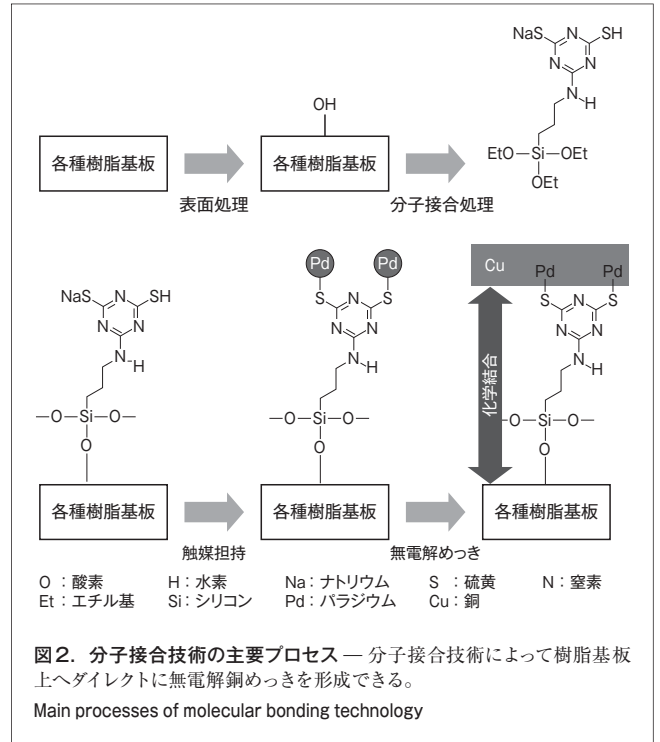 NaS SH
N N
N
N-H
OH
EtO-Si-OEt
OEt
各種樹脂基板
表面処理
各種樹脂基板
分子接合処理
NaS SH
N N
N
N-H
-O-Si-O-
O
各種樹脂基板
触媒担持
Pd Pd
S S
N N
N
N-H
-O-Si-O-
O
各種樹脂基板
無電解めっき
Cu Pd Pd
S S
N N
N
N-H
化学結合
-O-Si-O-
O
各種樹脂基板
O :酸素 H :水素 Na:ナトリウム S :硫黄 N:窒素
Et:エチル基 Si:シリコン Pd:パラジウム Cu:銅
図2. 分子接合技術の主要プロセス — 分子接合技術によって樹脂基板
上へダイレクトに無電解銅めっきを形成できる。
Main processes of molecular bonding technology